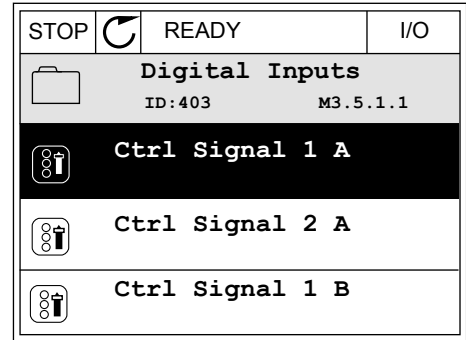 STOP READY I/O
Digital Inputs
ID:403 M3.5.1.1
Ctrl Signal 1 A
Ctrl Signal 2 A
Ctrl Signal 1 B